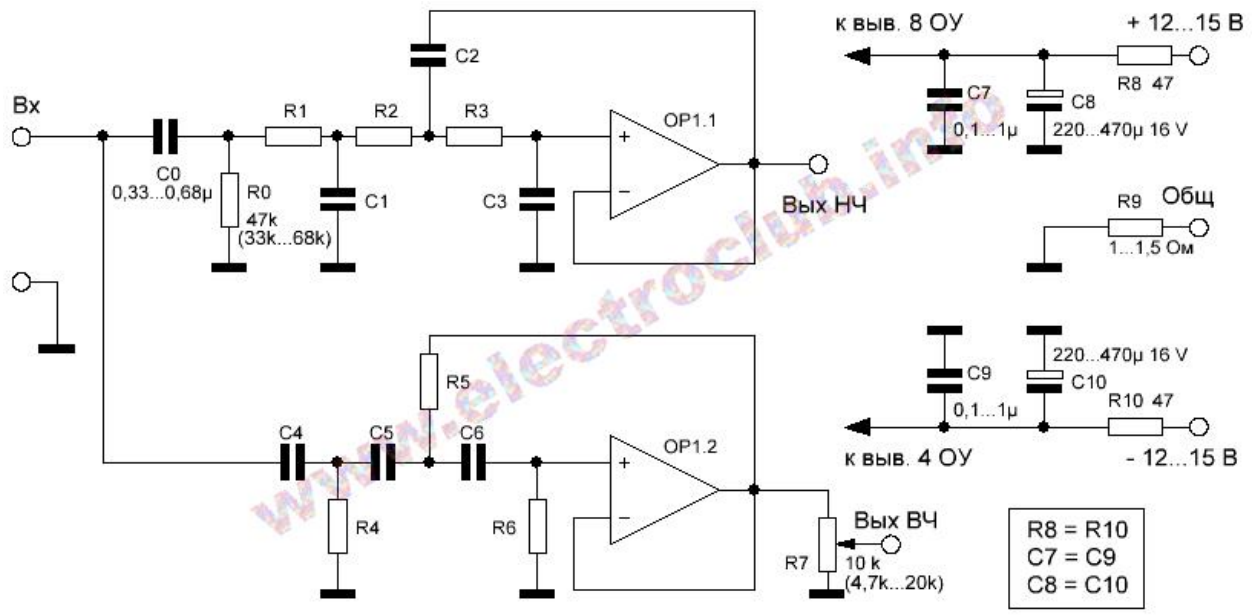 к выв. 8 ОУ
+ 12...15 В
C2
C7
0,1...1µ
C8
220...470µ 16 V
R8 47
Вх
R1
R2
R3
OP1.1
C0
0,33...0,68µ
R0
47k
(33k...68k)
C1
C3
Вых НЧ
R9
Общ
1...1,5 Ом
www.electroclub.info
R5
C9
0,1...1µ
220...470µ 16 V
C10
R10 47
к выв. 4 ОУ
- 12...15 В
C4
C5
C6
OP1.2
R4
R6
R7
Вых ВЧ
10 k
(4,7k...20k)
R8 = R10
C7 = C9
C8 = C10
+
−
+
−